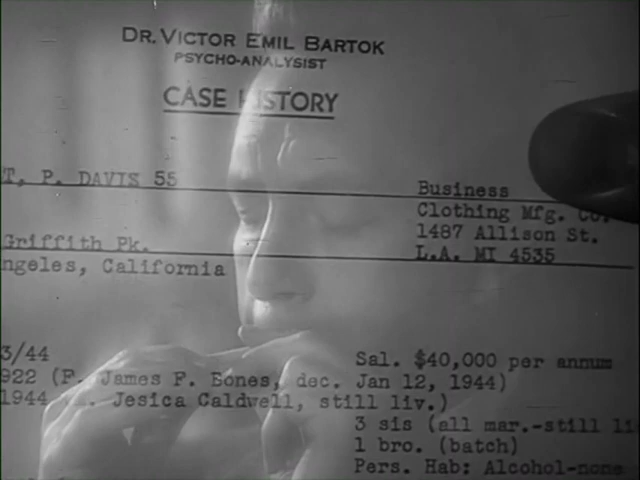 DR. VICTOR EMIL BARTOK
PSYCHO-ANALYSIST
CASE HISTORY
T. P. DAVIS 55
Business
Clothing Mfg. Co.
1487 Allison St.
L.A. MI 4535
Griffith Pk.
ngeles, California
3/44
Sal. $40,000 per annum
922 (F. James F. Bones, dec. Jan 12, 1944)
1944 Jesica Caldwell, still liv.)
3 sis (all mar.-still li
1 bro. (batch)
Pers. Hab: Alcohol-none